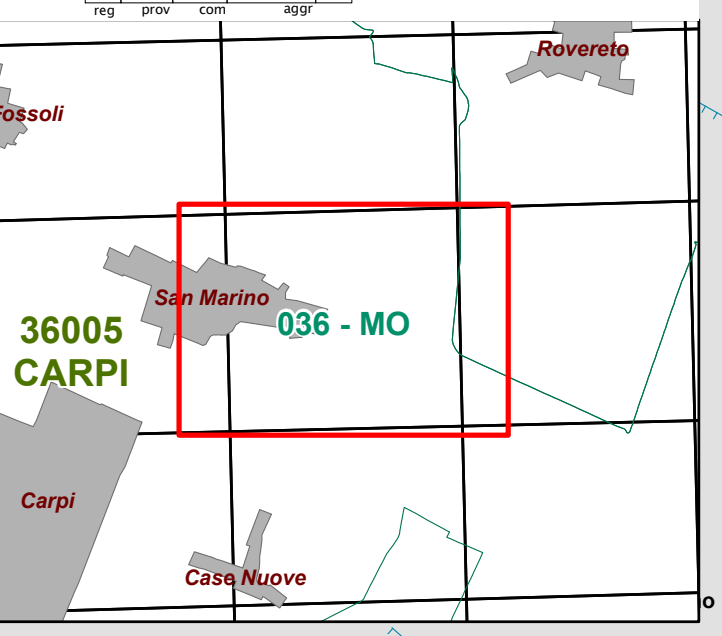 reg prov com aggr
Rovereto
Fossoli
San Marino
036 - MO
36005
CARPI
Carpi
Case Nuove
o